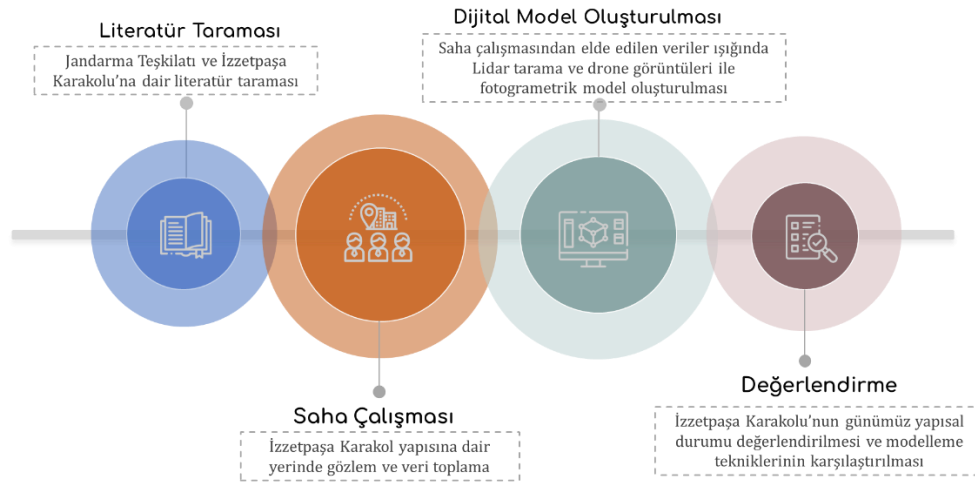 Literatür Taraması
Jandarma Teşkilatı ve İzzetpaşa
Karakolu’na dair literatür taraması
Saha Çalışması
İzzetpaşa Karakol yapısına dair
yerinde gözlem ve veri toplama
Dijital Model Oluşturulması
Saha çalışmasından elde edilen veriler ışığında
Lidar tarama ve drone görüntüleri ile
fotogrametrik model oluşturulması
Değerlendirme
İzzetpaşa Karakolu’nun günümüz yapısal
durumu değerlendirilmesi ve modelleme
tekniklerinin karşılaştırılması